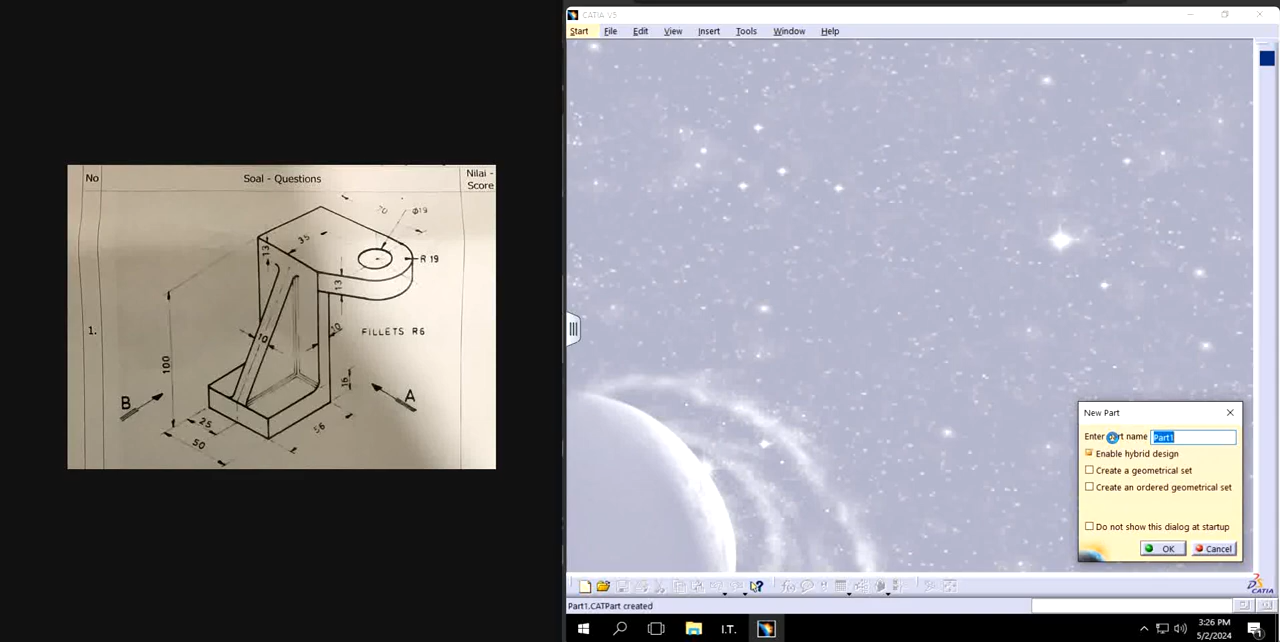 No
Soal - Questions
Nilai -
Score
1.
70
Φ19
35
13
R 19
13
FILLETS R6
10
10
100
16
B
A
25
50
56
CATIA V5
Start File Edit View Insert Tools Window Help
New Part
Enter part name Part1
Enable hybrid design
Create a geometrical set
Create an ordered geometrical set
Do not show this dialog at startup
OK Cancel
CATIA
Part1.CATPart created
I.T.
3:26 PM
5/2/2024
1